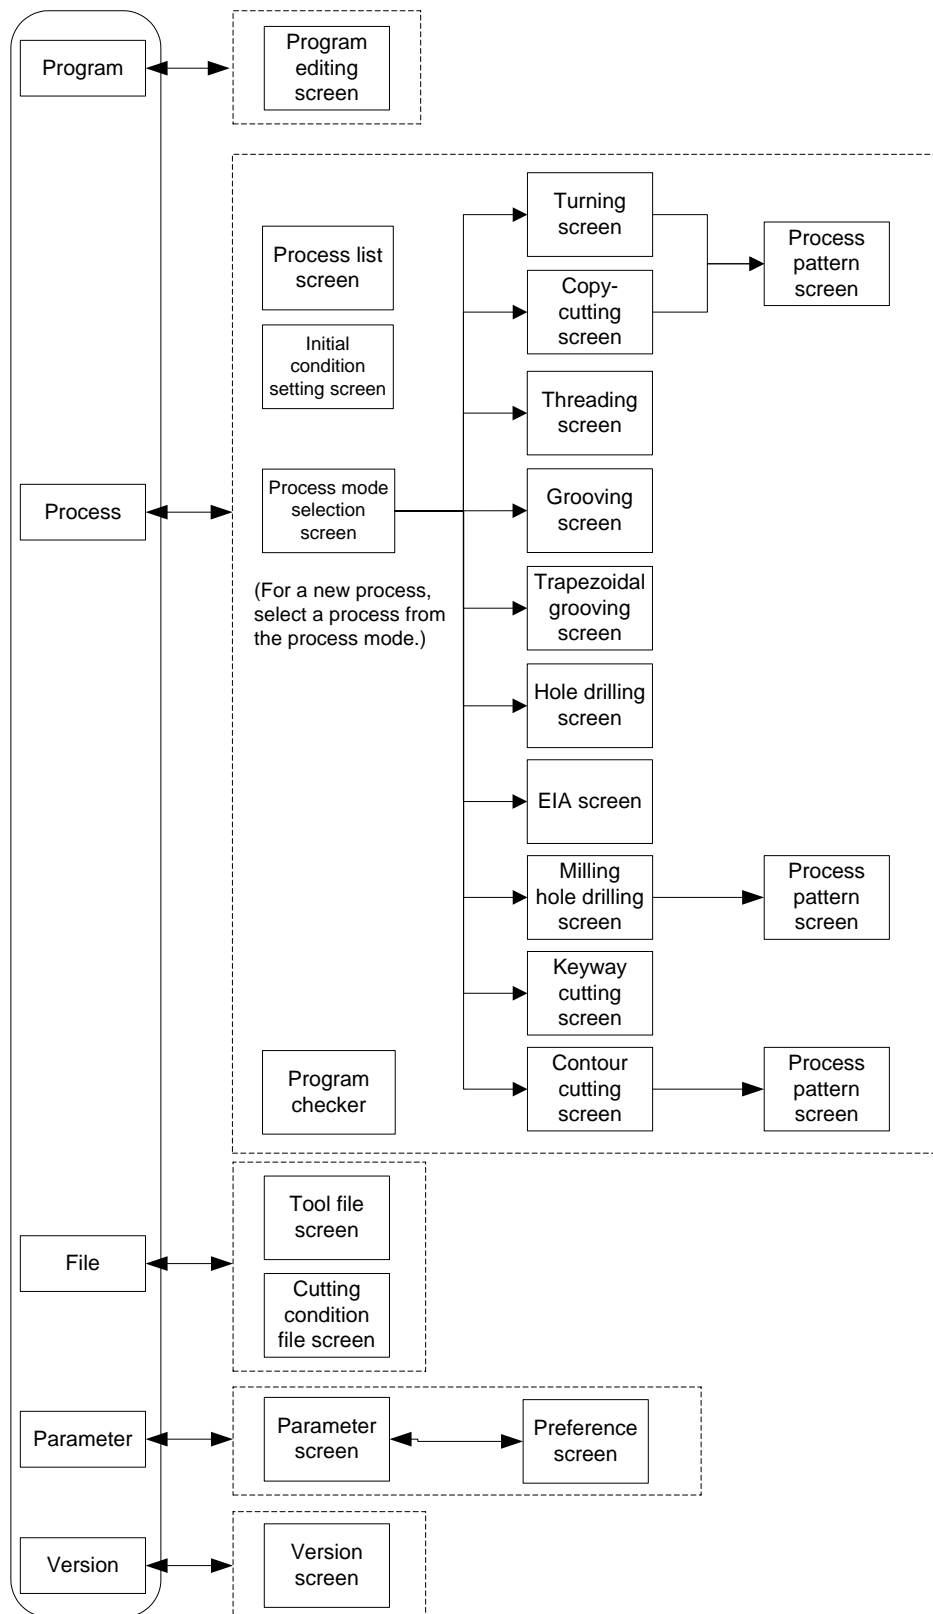 Program
Program
editing
screen
Process
Process list
screen
Initial
condition
setting screen
Process mode
selection
screen
(For a new process,
select a process from
the process mode.)
Program
checker
Turning
screen
Copy-
cutting
screen
Process
pattern
screen
Threading
screen
Grooving
screen
Trapezoidal
grooving
screen
Hole drilling
screen
EIA screen
Milling
hole drilling
screen
Process
pattern
screen
Keyway
cutting
screen
Contour
cutting
screen
Process
pattern
screen
File
Tool file
screen
Cutting
condition
file screen
Parameter
Parameter
screen
Preference
screen
Version
Version
screen